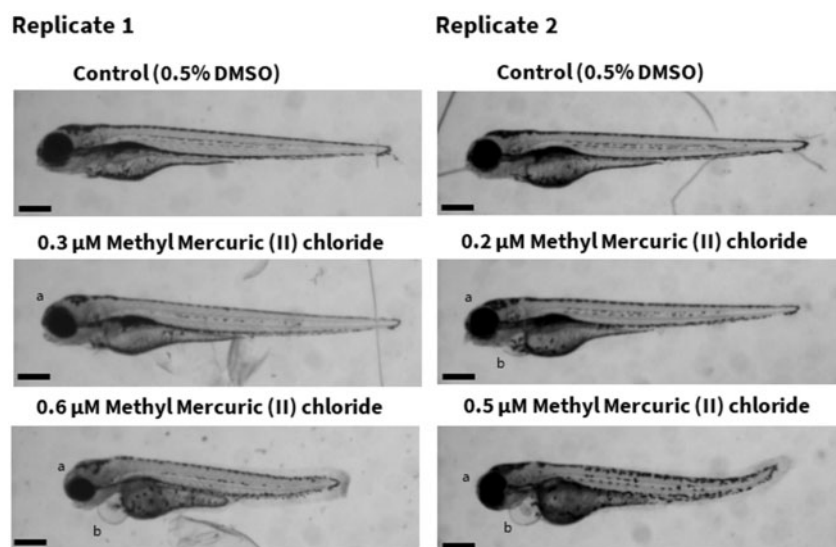 Replicate 1
Replicate 2
Control (0.5% DMSO)
Control (0.5% DMSO)
0.3 µM Methyl Mercuric (II) chloride
0.2 µM Methyl Mercuric (II) chloride
a
a
b
0.6 µM Methyl Mercuric (II) chloride
0.5 µM Methyl Mercuric (II) chloride
a
a
b
b